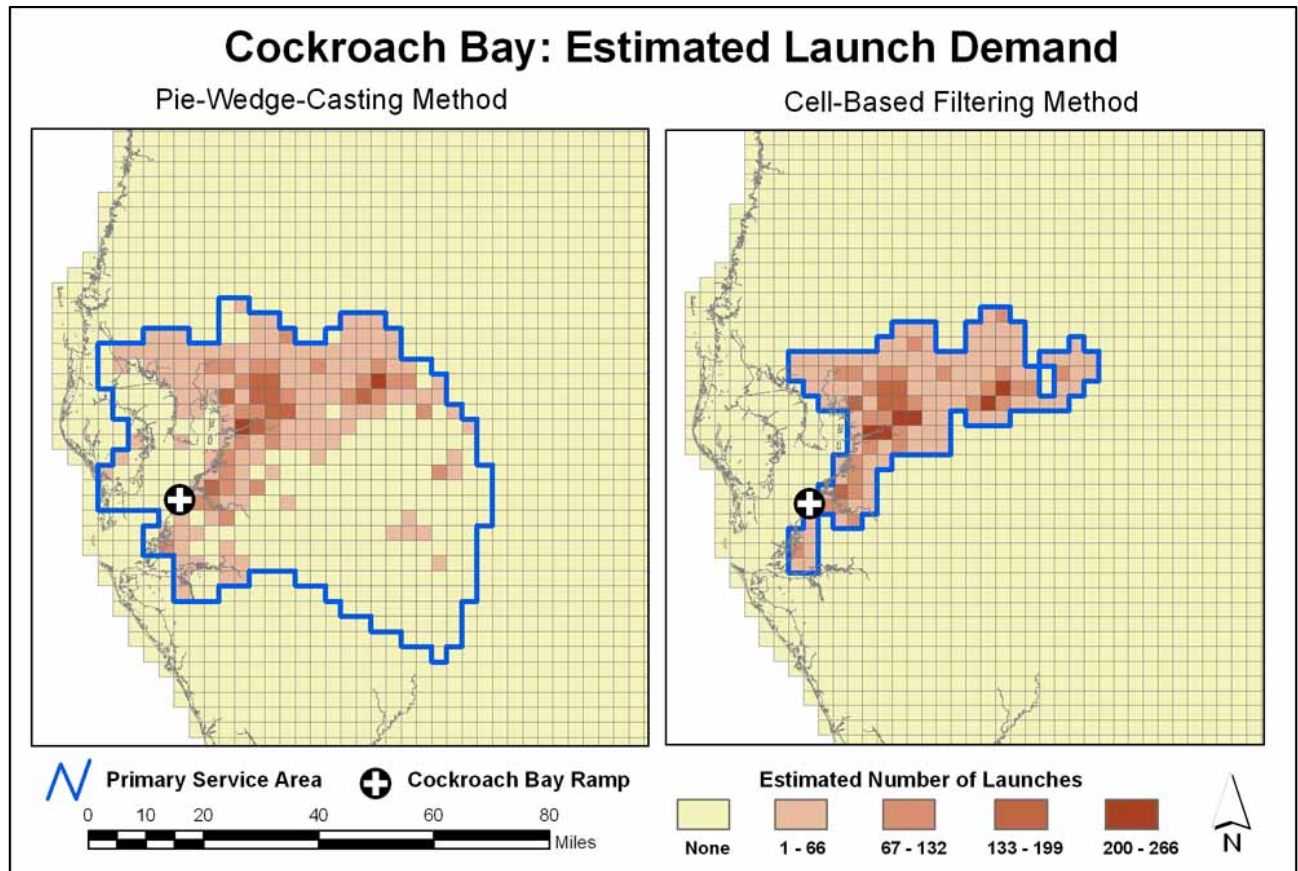 Cockroach Bay: Estimated Launch Demand
Pie-Wedge-Casting Method
Cell-Based Filtering Method
Primary Service Area
Cockroach Bay Ramp
0 10 20 40 60 80
Miles
Estimated Number of Launches
None 1 - 66 67 - 132 133 - 199 200 - 266
N